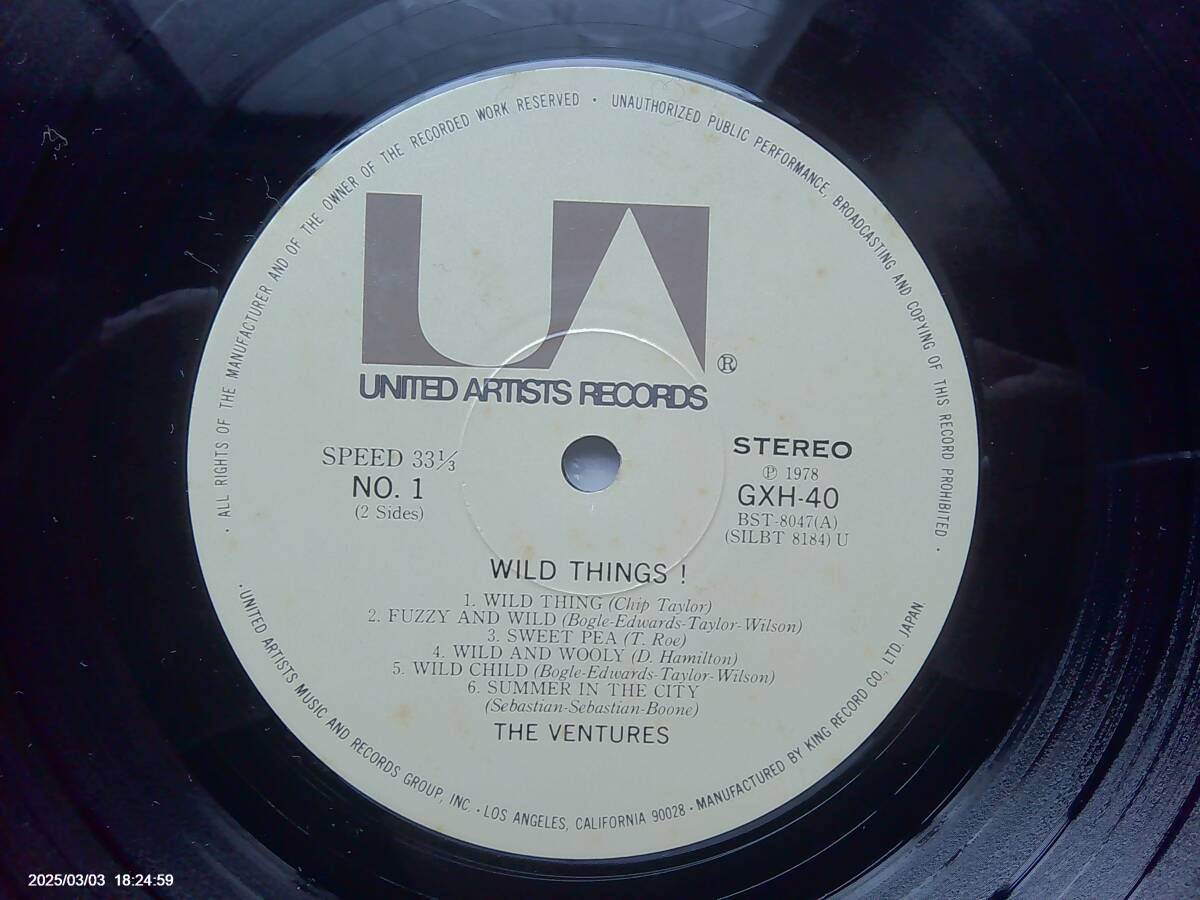 · ALL RIGHTS OF THE MANUFACTURER AND OF THE OWNER OF THE RECORDED WORK RESERVED · UNAUTHORIZED PUBLIC PERFORMANCE, BROADCASTING AND COPYING OF THIS RECORD PROHIBITED ·
UA
®
UNITED ARTISTS RECORDS
SPEED 33⅓
NO. 1
(2 Sides)
STEREO
℗ 1978
GXH-40
BST-8047(A)
(SILBT 8184) U
WILD THINGS !
1. WILD THING (Chip Taylor)
2. FUZZY AND WILD (Bogle-Edwards-Taylor-Wilson)
3. SWEET PEA (T. Roe)
4. WILD AND WOOLY (D. Hamilton)
5. WILD CHILD (Bogle-Edwards-Taylor-Wilson)
6. SUMMER IN THE CITY
(Sebastian-Sebastian-Boone)
THE VENTURES
· UNITED ARTISTS MUSIC AND RECORDS GROUP, INC. · LOS ANGELES, CALIFORNIA 90028 · MANUFACTURED BY KING RECORD CO., LTD. JAPAN
2025/03/03 18:24:59